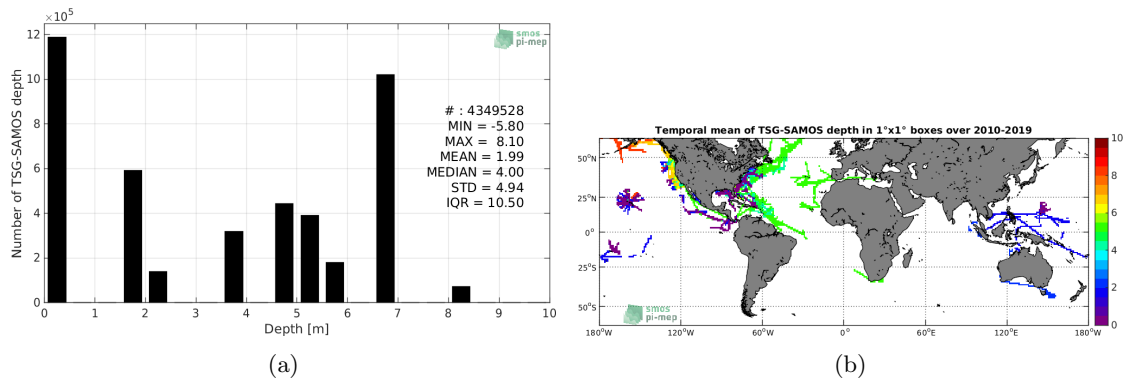 ×10⁵
12
10
8
6
4
2
0
Number of TSG-SAMOS depth
smos
pi-mep
# : 4349528
MIN = -5.80
MAX = 8.10
MEAN = 1.99
MEDIAN = 4.00
STD = 4.94
IQR = 10.50
0 1 2 3 4 5 6 7 8 9 10
Depth [m]
(a)
Temporal mean of TSG-SAMOS depth in 1°x1° boxes over 2010-2019
50°N
25°N
0°
25°S
50°S
smos
pi-mep
180°W 120°W 60°W 0° 60°E 120°E 180°W
10
8
6
4
2
0
(b)